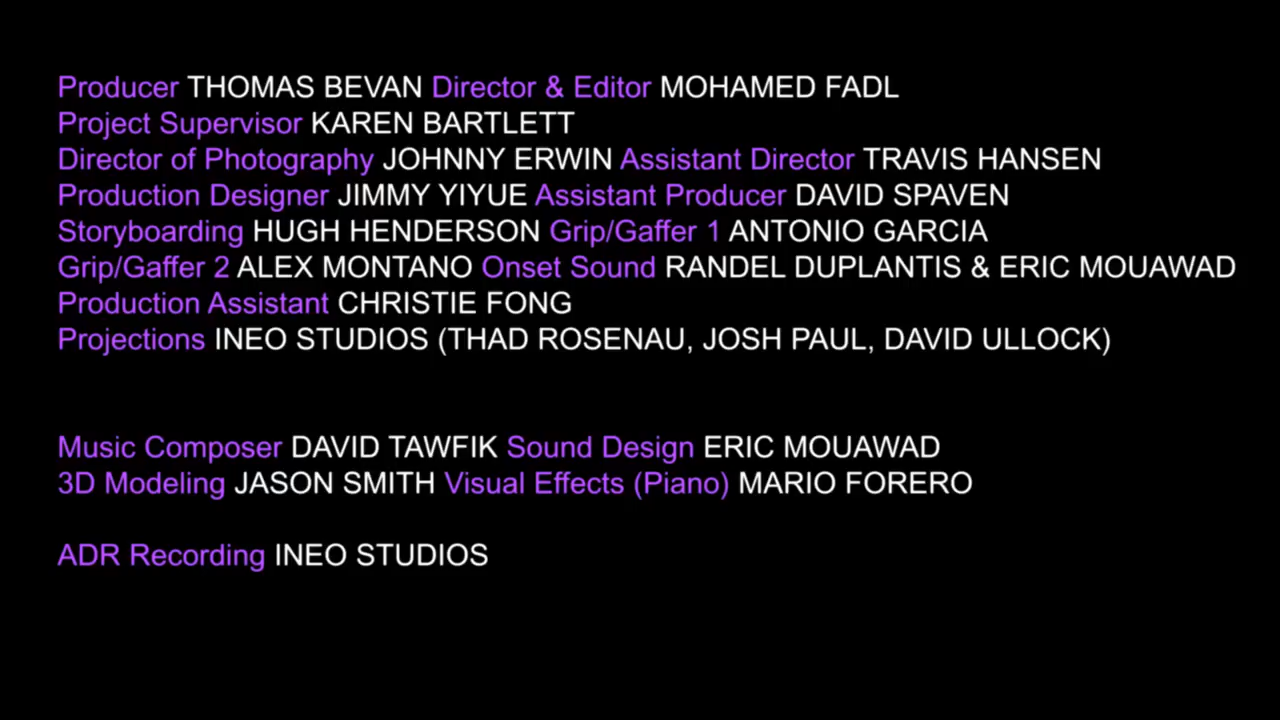 Producer THOMAS BEVAN Director & Editor MOHAMED FADL
Project Supervisor KAREN BARTLETT
Director of Photography JOHNNY ERWIN Assistant Director TRAVIS HANSEN
Production Designer JIMMY YIYUE Assistant Producer DAVID SPAVEN
Storyboarding HUGH HENDERSON Grip/Gaffer 1 ANTONIO GARCIA
Grip/Gaffer 2 ALEX MONTANO Onset Sound RANDEL DUPLANTIS & ERIC MOUAWAD
Production Assistant CHRISTIE FONG
Projections INEO STUDIOS (THAD ROSENAU, JOSH PAUL, DAVID ULLOCK)
Music Composer DAVID TAWFIK Sound Design ERIC MOUAWAD
3D Modeling JASON SMITH Visual Effects (Piano) MARIO FORERO
ADR Recording INEO STUDIOS